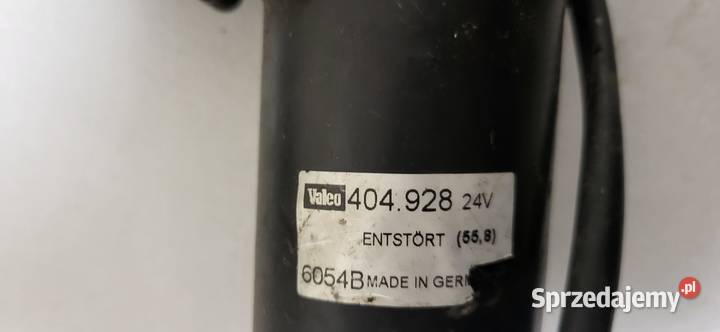 Valeo 404.928 24V
ENTSTÖRT (55,8)
6054B MADE IN GERM
Sprzedajemy.pl